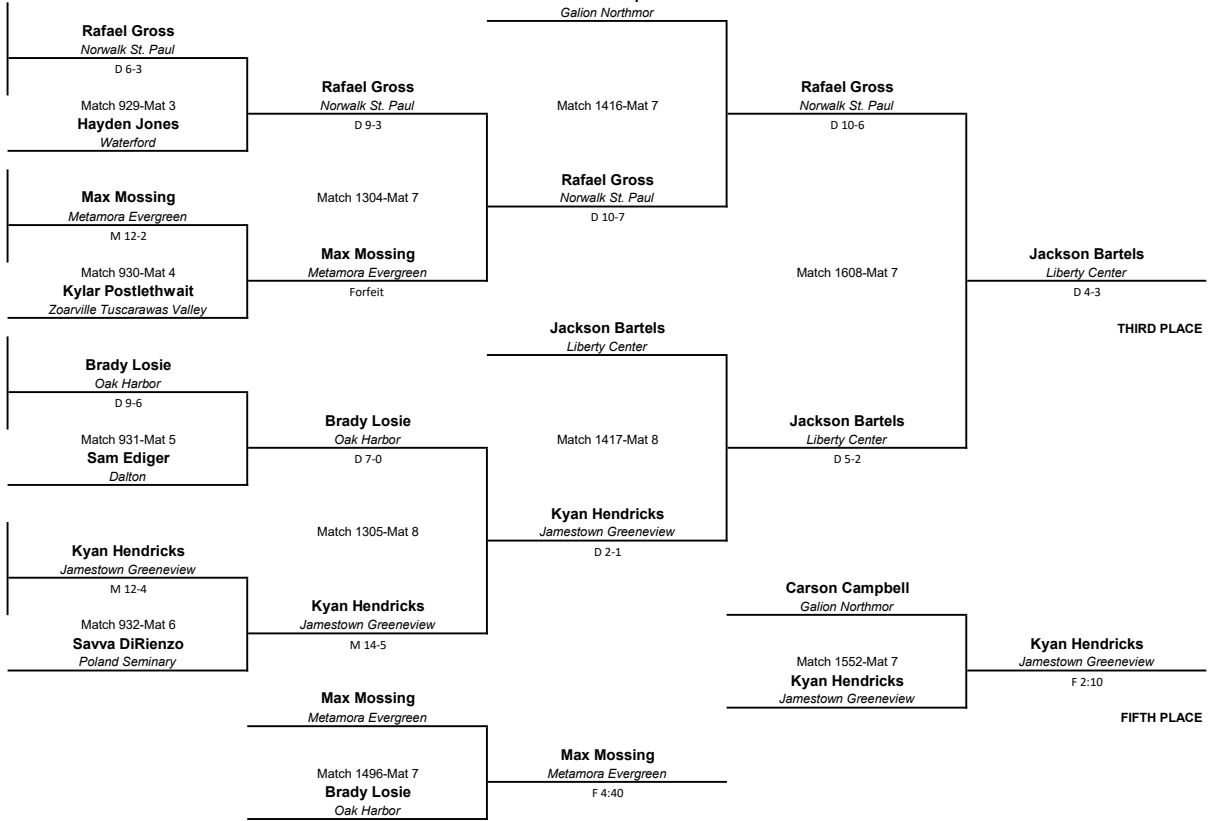 Galion Northmor
Rafael Gross
Norwalk St. Paul
D 6-3
Match 929-Mat 3
Hayden Jones
Waterford
Rafael Gross
Norwalk St. Paul
D 9-3
Match 1416-Mat 7
Rafael Gross
Norwalk St. Paul
D 10-6
Max Mossing
Metamora Evergreen
M 12-2
Match 930-Mat 4
Kylar Postlethwait
Zoarville Tuscarawas Valley
Match 1304-Mat 7
Max Mossing
Metamora Evergreen
Forfeit
Rafael Gross
Norwalk St. Paul
D 10-7
Match 1608-Mat 7
Jackson Bartels
Liberty Center
D 4-3
THIRD PLACE
Brady Losie
Oak Harbor
D 9-6
Match 931-Mat 5
Sam Ediger
Dalton
Brady Losie
Oak Harbor
D 7-0
Jackson Bartels
Liberty Center
Match 1417-Mat 8
Jackson Bartels
Liberty Center
D 5-2
Kyan Hendricks
Jamestown Greeneview
M 12-4
Match 932-Mat 6
Savva DiRienzo
Poland Seminary
Match 1305-Mat 8
Kyan Hendricks
Jamestown Greeneview
M 14-5
Kyan Hendricks
Jamestown Greeneview
D 2-1
Carson Campbell
Galion Northmor
Match 1552-Mat 7
Kyan Hendricks
Jamestown Greeneview
Kyan Hendricks
Jamestown Greeneview
F 2:10
FIFTH PLACE
Max Mossing
Metamora Evergreen
Match 1496-Mat 7
Brady Losie
Oak Harbor
Max Mossing
Metamora Evergreen
F 4:40